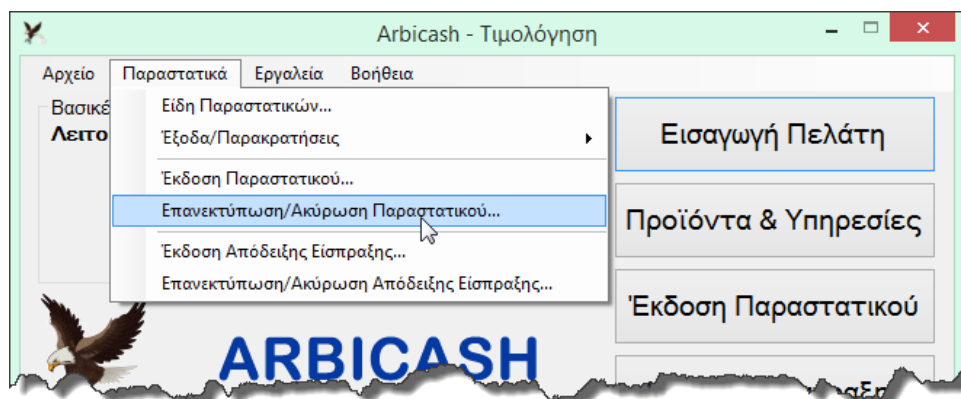 Arbicash - Τιμολόγηση
Αρχείο Παραστατικά Εργαλεία Βοήθεια
Είδη Παραστατικών...
Έξοδα/Παρακρατήσεις
Έκδοση Παραστατικού...
Επανεκτύπωση/Ακύρωση Παραστατικού...
Έκδοση Απόδειξης Είσπραξης...
Επανεκτύπωση/Ακύρωση Απόδειξης Είσπραξης...
Βασικέ
Λειτο
Εισαγωγή Πελάτη
Προϊόντα & Υπηρεσίες
Έκδοση Παραστατικού
ARBICASH